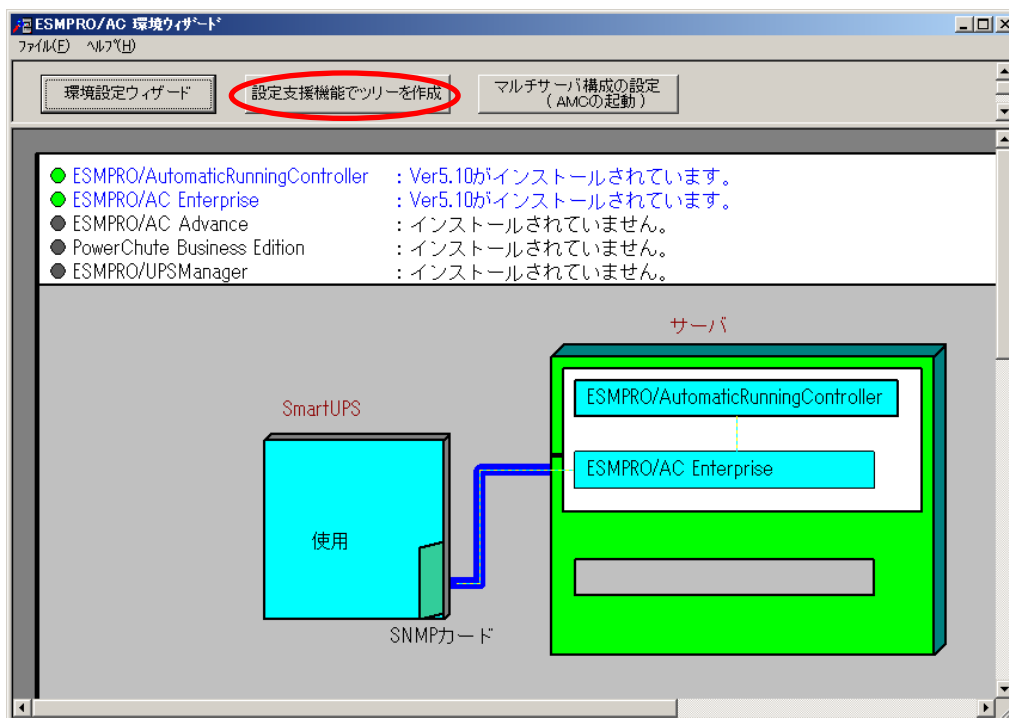 ESMPRO/AC 環境ウィザード
ファイル(F) ヘルプ(H)
環境設定ウィザード 設定支援機能でツリーを作成 マルチサーバ構成の設定
(AMCの起動)
ESMPRO/AutomaticRunningController :Ver5.10がインストールされています。
ESMPRO/AC Enterprise :Ver5.10がインストールされています。
ESMPRO/AC Advance :インストールされていません。
PowerChute Business Edition :インストールされていません。
ESMPRO/UPSManager :インストールされていません。
サーバ
SmartUPS
ESMPRO/AutomaticRunningController
ESMPRO/AC Enterprise
使用
SNMPカード